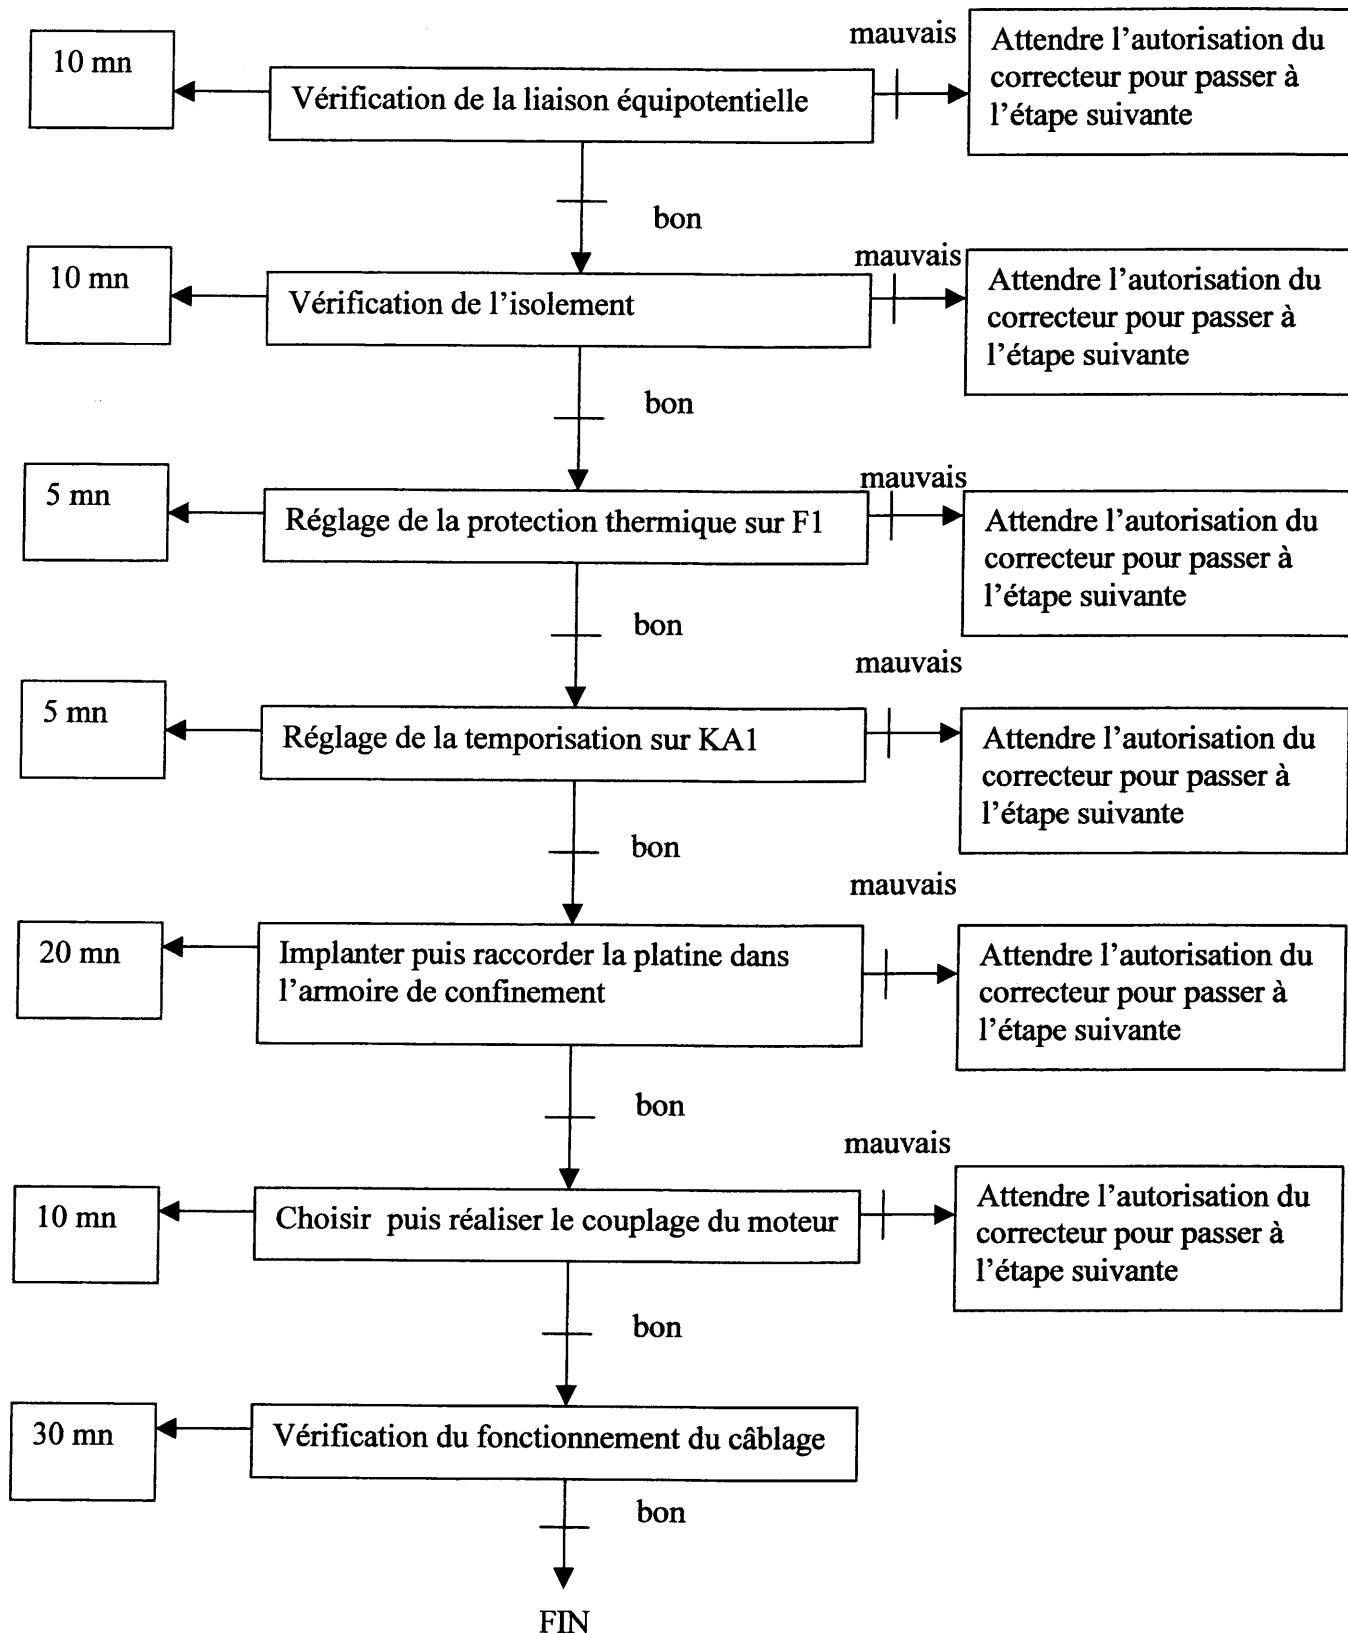 10 mn
Vérification de la liaison équipotentielle
mauvais
Attendre l'autorisation du
correcteur pour passer à
l'étape suivante
bon
10 mn
Vérification de l'isolement
mauvais
Attendre l'autorisation du
correcteur pour passer à
l'étape suivante
bon
5 mn
Réglage de la protection thermique sur F1
mauvais
Attendre l'autorisation du
correcteur pour passer à
l'étape suivante
bon
5 mn
Réglage de la temporisation sur KA1
mauvais
Attendre l'autorisation du
correcteur pour passer à
l'étape suivante
bon
20 mn
Implanter puis raccorder la platine dans
l'armoire de confinement
mauvais
Attendre l'autorisation du
correcteur pour passer à
l'étape suivante
bon
10 mn
Choisir puis réaliser le couplage du moteur
mauvais
Attendre l'autorisation du
correcteur pour passer à
l'étape suivante
bon
30 mn
Vérification du fonctionnement du câblage
bon
FIN